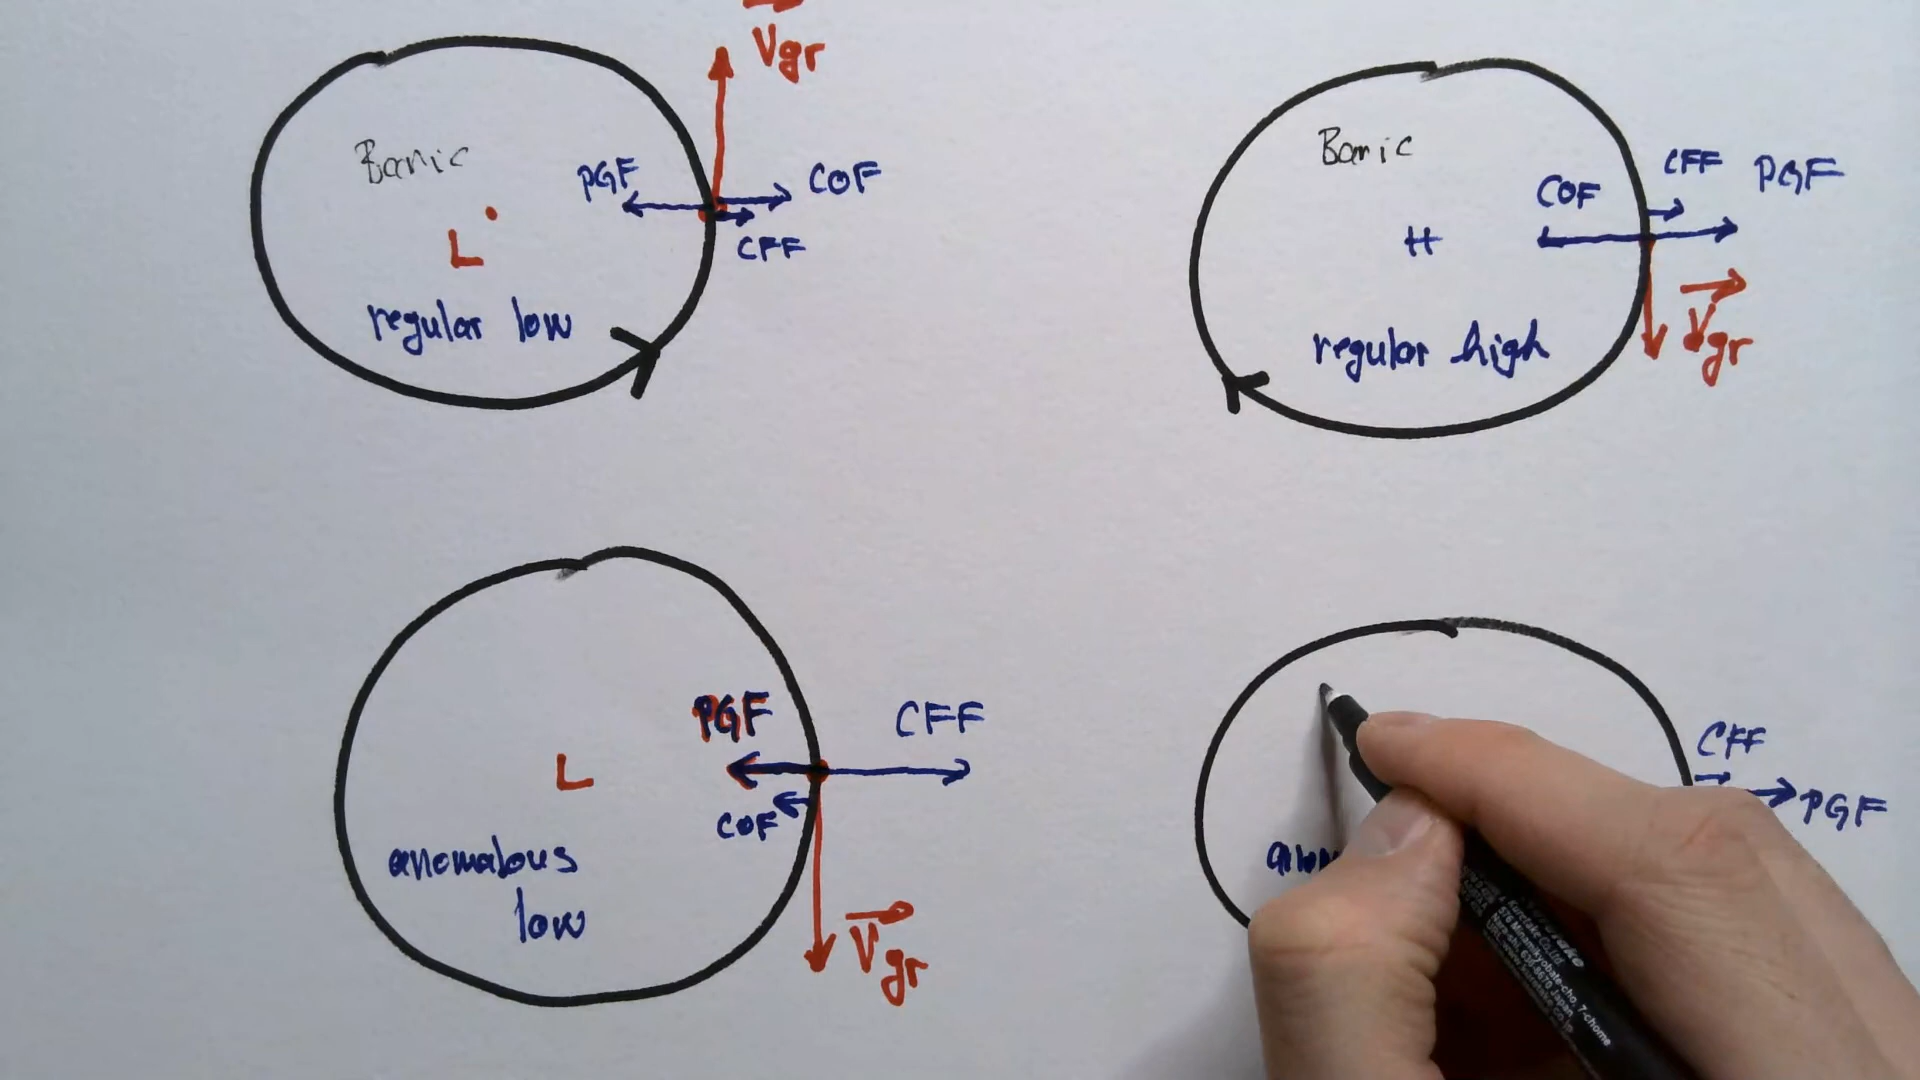 Vgr
Baric
PGF
COF
CFF
L
regular low
Baric
CFF
PGF
COF
H
Vgr
regular high
PGF
CFF
L
COF
anomalous
low
Vgr
CFF
PGF